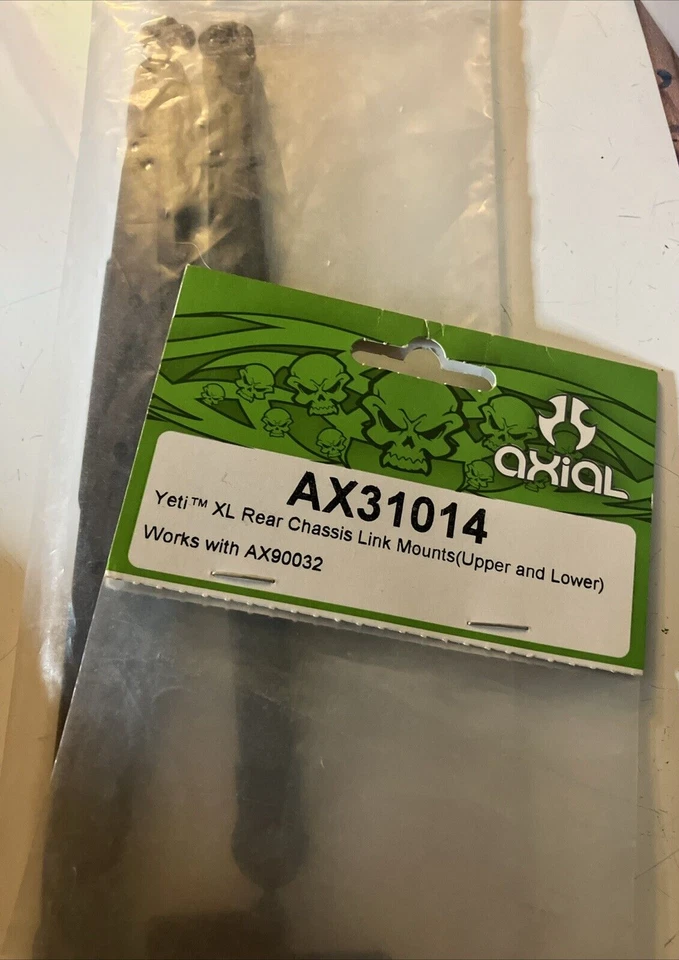 axiaL
AX31014
Yeti™ XL Rear Chassis Link Mounts(Upper and Lower)
Works with AX90032